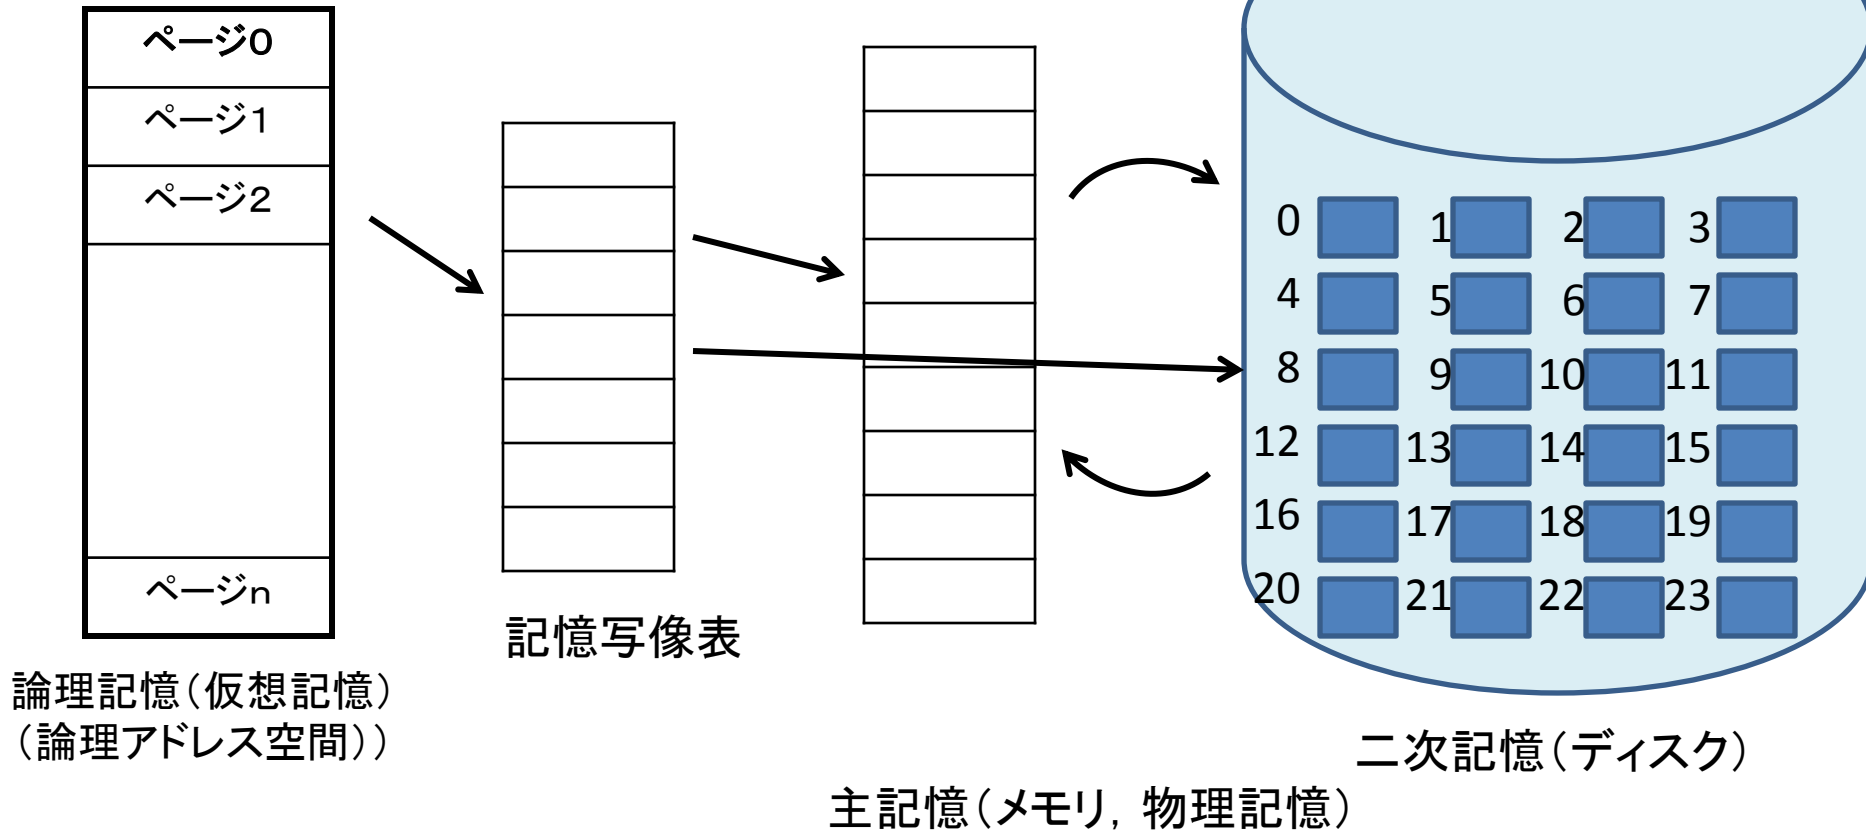 ページ0
ページ1
ページ2
ページn
論理記憶(仮想記憶)
(論理アドレス空間))
記憶写像表
主記憶(メモリ, 物理記憶)
0 1 2 3
4 5 6 7
8 9 10 11
12 13 14 15
16 17 18 19
20 21 22 23
二次記憶(ディスク)